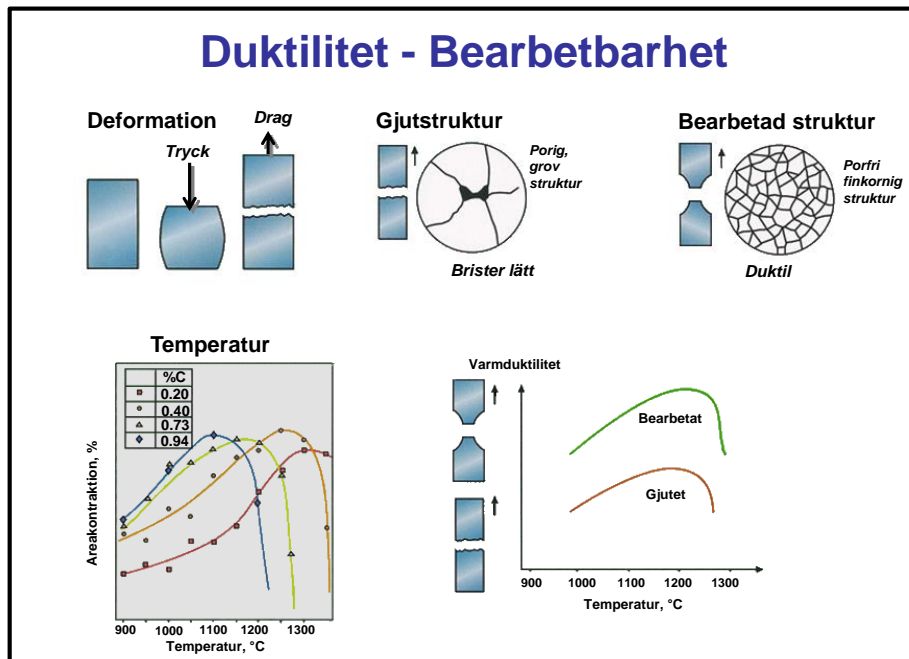 Duktilitet - Bearbetbarhet
Deformation
Tryck
Drag
Gjutstruktur
Porig,
grov
struktur
Brister lätt
Bearbetad struktur
Porfri
finkornig
struktur
Duktil
Temperatur
%C
0.20
0.40
0.73
0.94
Areakontraktion, %
900 1000 1100 1200 1300
Temperatur, °C
Varmduktilitet
Bearbetat
Gjutet
900 1000 1100 1200 1300
Temperatur, °C